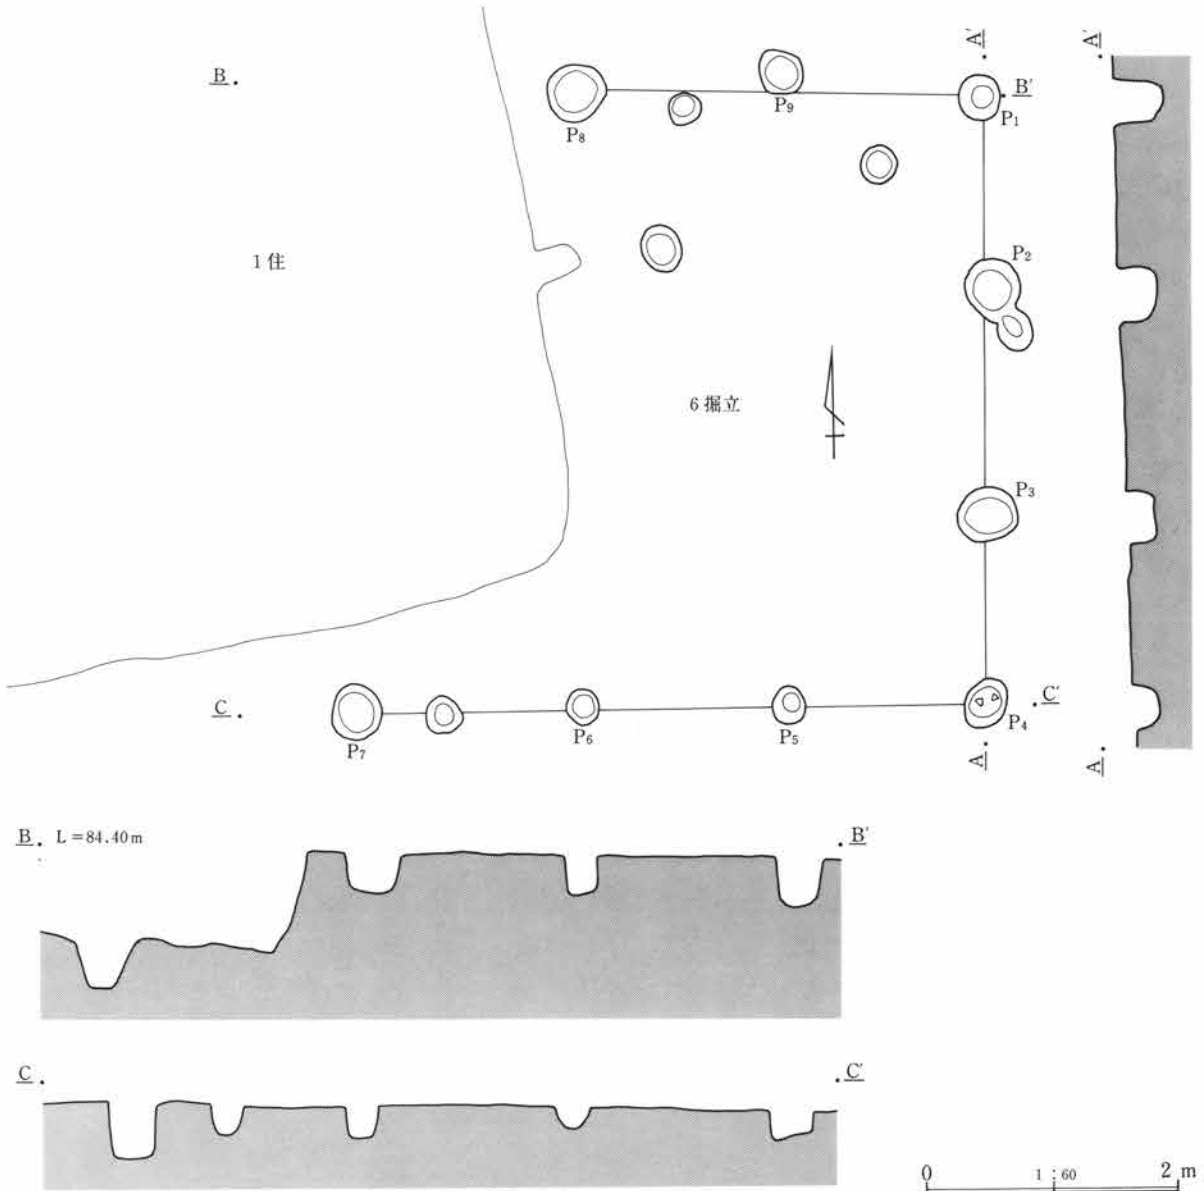 A' A'
B B'
P8 P9 P1
1住 P2
6掘立
P3
C C'
P7 P6 P5 P4
A A
B L=84.40m B'
C C'
0 1:60 2m